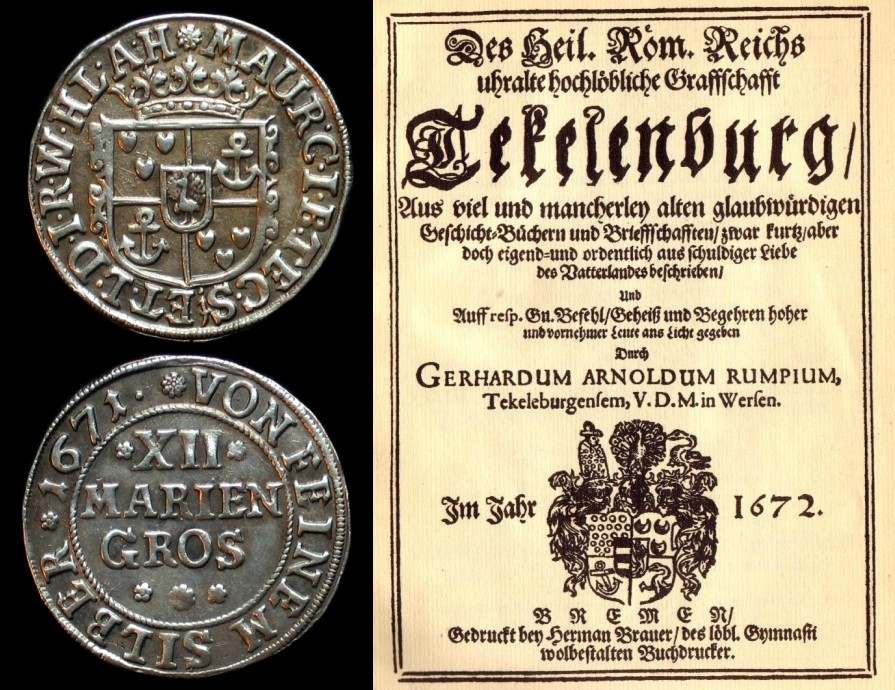 MAUR·C·I·B·TEC·S·ET·L·D·I·R·W·H·L·A·H
1671. VON FEINEM SILBER
XII
MARIEN
GROS
Des Heil. Röm. Reichs
uhralte hochlöbliche Graffschafft
Tekelenburg/
Aus viel und mancherley alten glaubwürdigen
Geschicht-Büchern und Brieffschafften/ zwar kurtz/ aber
doch eigend- und ordentlich aus schuldiger Liebe
des Vatterlandes beschrieben/
Und
Auff resp. Gn. Befehl/ Geheiß und Begehren hoher
und vornehmer Leute ans Licht gegeben
Durch
GERHARDUM ARNOLDUM RUMPIUM,
Tekeleburgensem, V. D. M. in Wersen.
Im Jahr 1672.
BREMEN/
Gedruckt bey Herman Brauer/ des löbl. Gymnasii
wolbestalten Buchdrucker.